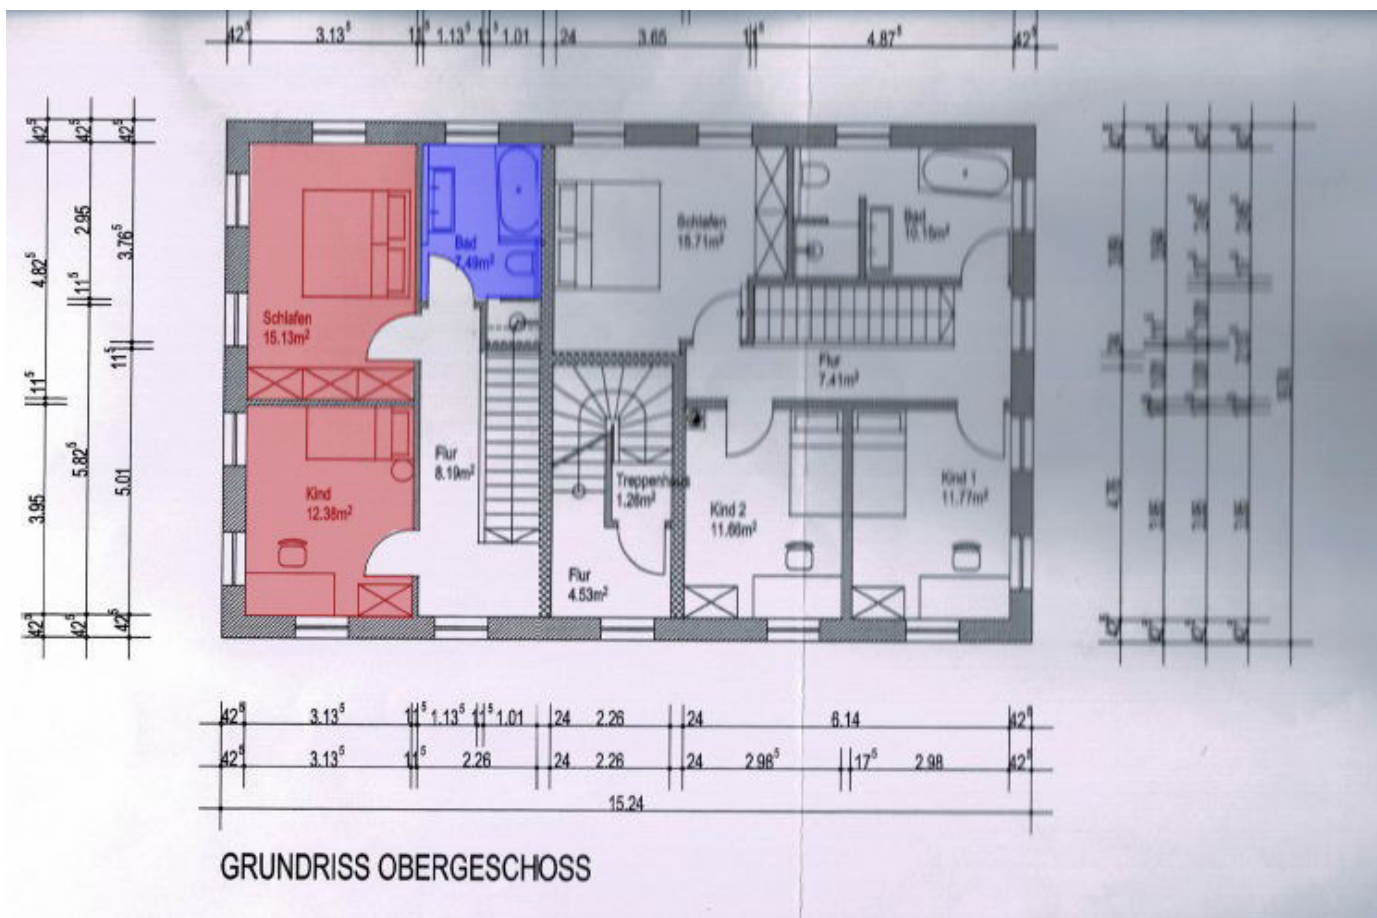 42⁵ 3.13⁵ 11⁵ 1.13⁵ 11⁵ 1.01 24 3.65 11⁵ 4.87⁵ 42⁵
42⁵ 42⁵ 42⁵
4.82 2.95 3.76⁵
11⁵ 11⁵ 11⁵
3.95 5.82⁵ 5.01
42⁵ 42⁵ 42⁵
Schlafen
15.13m²
Bad
7.49m²
Schlafen
15.71m²
Bad
10.15m²
Flur
7.41m²
Kind
12.38m²
Flur
8.19m²
Treppenhaus
1.26m²
Flur
4.53m²
Kind 2
11.66m²
Kind 1
11.77m²
42⁵ 3.13⁵ 11⁵ 1.13⁵ 11⁵ 1.01 24 2.26 24 6.14 42⁵
42⁵ 3.13⁵ 11⁵ 2.26 24 2.26 24 2.98⁵ 17⁵ 2.98 42⁵
15.24
GRUNDRISS OBERGESCHOSS